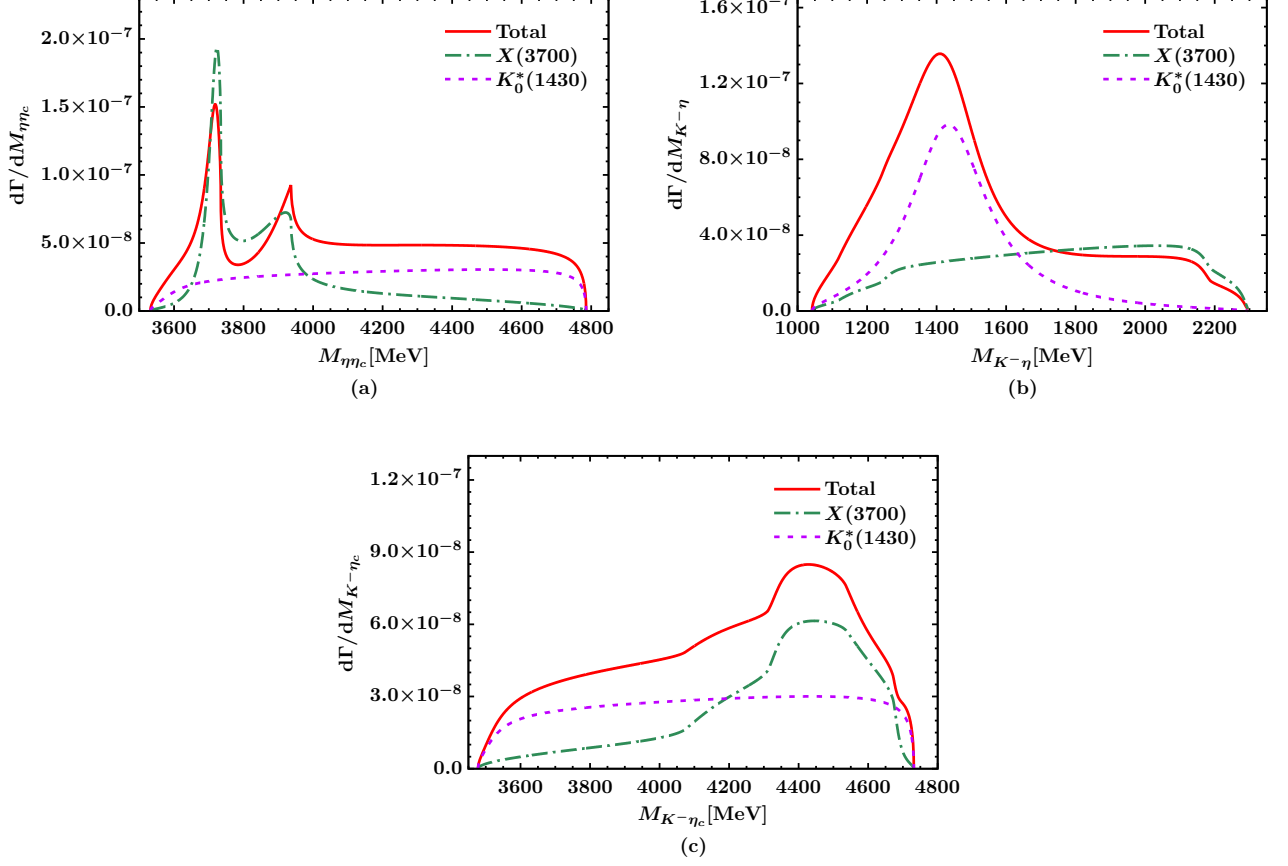 2.0×10⁻⁷
1.5×10⁻⁷
1.0×10⁻⁷
5.0×10⁻⁸
0.0
dΓ/dM_{ηη_c}
Total
X(3700)
K₀*(1430)
3600 3800 4000 4200 4400 4600 4800
M_{ηη_c}[MeV]
(a)
1.6×10⁻⁷
1.2×10⁻⁷
8.0×10⁻⁸
4.0×10⁻⁸
0.0
dΓ/dM_{K⁻η}
Total
X(3700)
K₀*(1430)
1000 1200 1400 1600 1800 2000 2200
M_{K⁻η}[MeV]
(b)
1.2×10⁻⁷
9.0×10⁻⁸
6.0×10⁻⁸
3.0×10⁻⁸
0.0
dΓ/dM_{K⁻η_c}
Total
X(3700)
K₀*(1430)
3600 3800 4000 4200 4400 4600 4800
M_{K⁻η_c}[MeV]
(c)